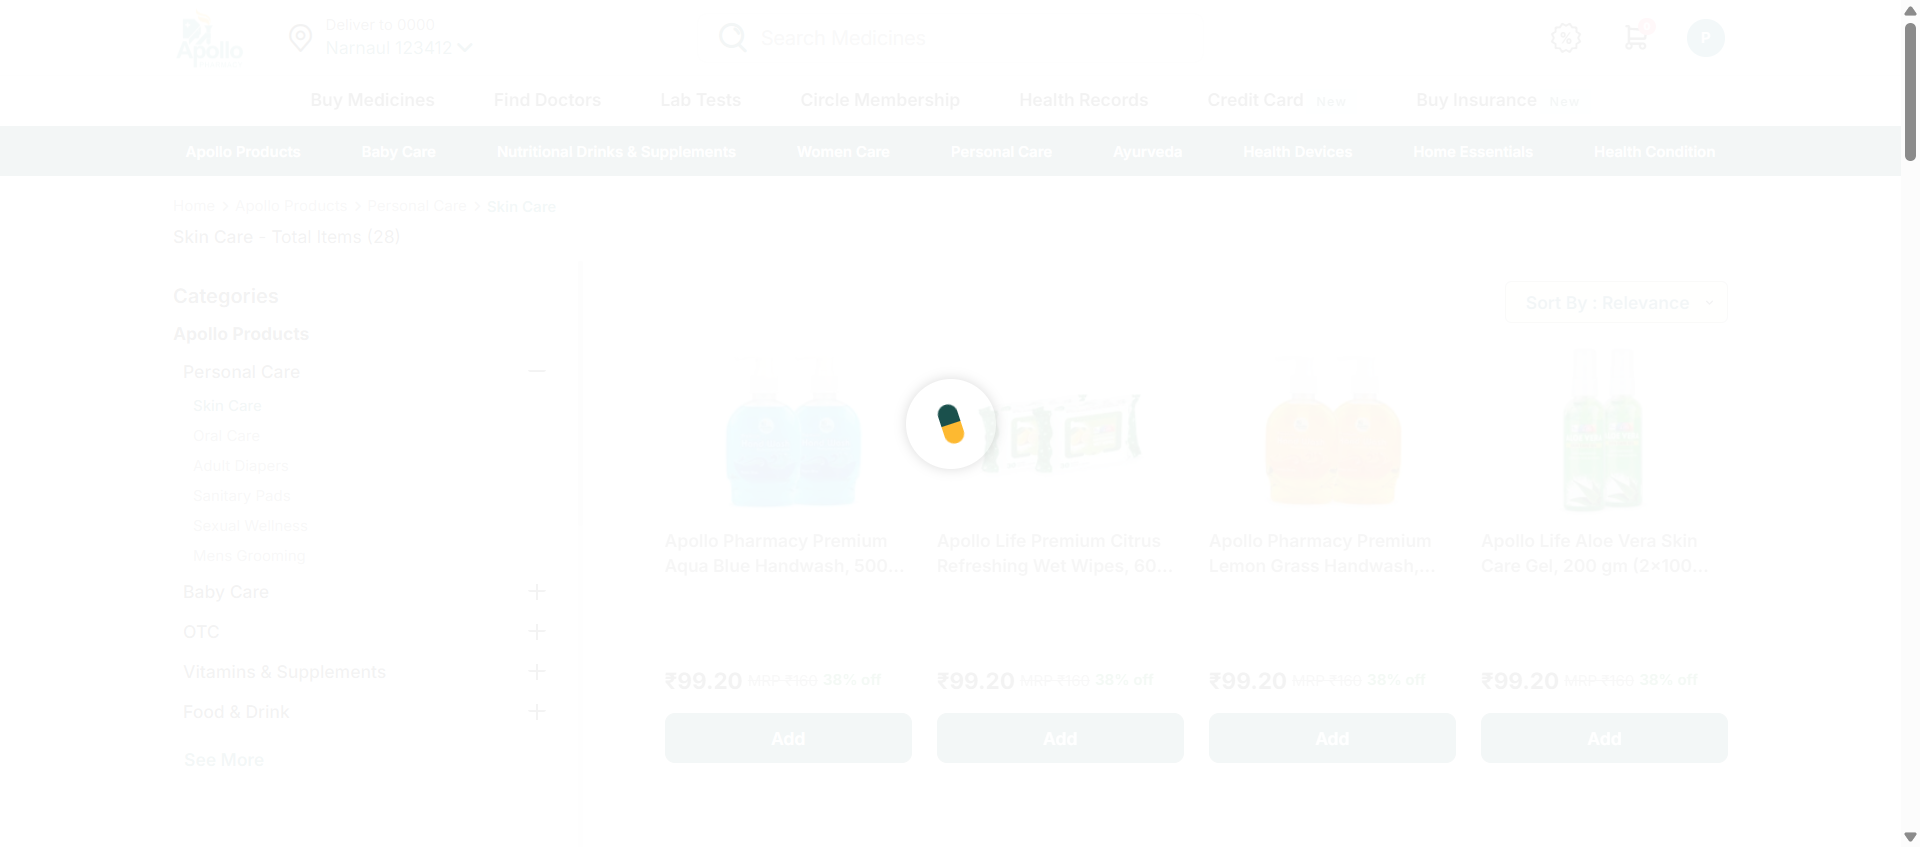 Apollo
Deliver to 0000
Narnaul 123412
Search Medicines
P
Buy Medicines
Find Doctors
Lab Tests
Circle Membership
Health Records
Credit Card New
Buy Insurance New
Apollo Products
Baby Care
Nutritional Drinks & Supplements
Women Care
Personal Care
Ayurveda
Health Devices
Home Essentials
Health Condition
Home > Apollo Products > Personal Care > Skin Care
Skin Care - Total Items (28)
Categories
Apollo Products
Personal Care
Skin Care
Oral Care
Adult Diapers
Sanitary Pads
Sexual Wellness
Mens Grooming
Baby Care
OTC
Vitamins & Supplements
Food & Drink
See More
Sort By : Relevance
Apollo Pharmacy Premium
Aqua Blue Handwash, 500...
₹99.20 MRP ₹160 38% off
Add
Apollo Life Premium Citrus
Refreshing Wet Wipes, 60...
₹99.20 MRP ₹160 38% off
Add
Apollo Pharmacy Premium
Lemon Grass Handwash,...
₹99.20 MRP ₹160 38% off
Add
Apollo Life Aloe Vera Skin
Care Gel, 200 gm (2x100...
₹99.20 MRP ₹160 38% off
Add